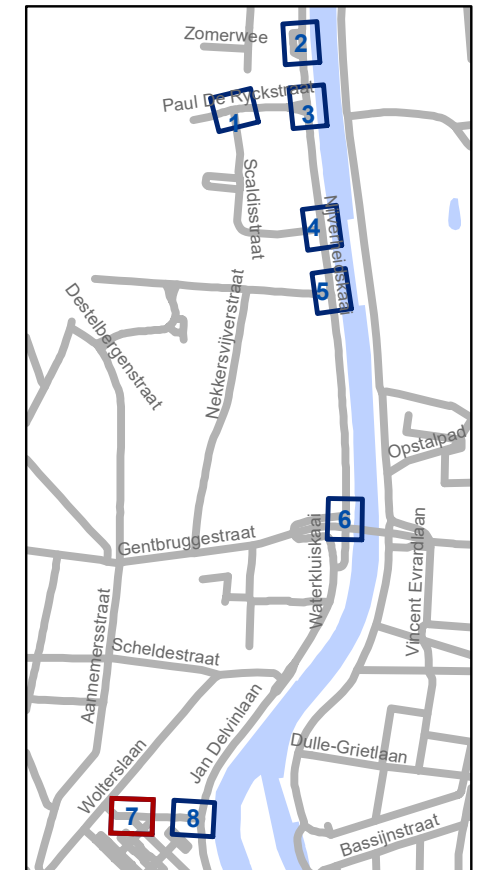 Zomerwee
2
Paul De Ryckstraat
1
3
Scaldisstraat
4
Nijverheidskaai
5
Nekkersvijverstraat
Destelbergenstraat
Opstalpad
6
Gentbruggestraat
Waterkluiskaai
Vincent Evrardlaan
Aannemersstraat
Scheldestraat
Jan Delvinlaan
Dulle-Grietlaan
Wolterslaan
7
8
Bassijnstraat